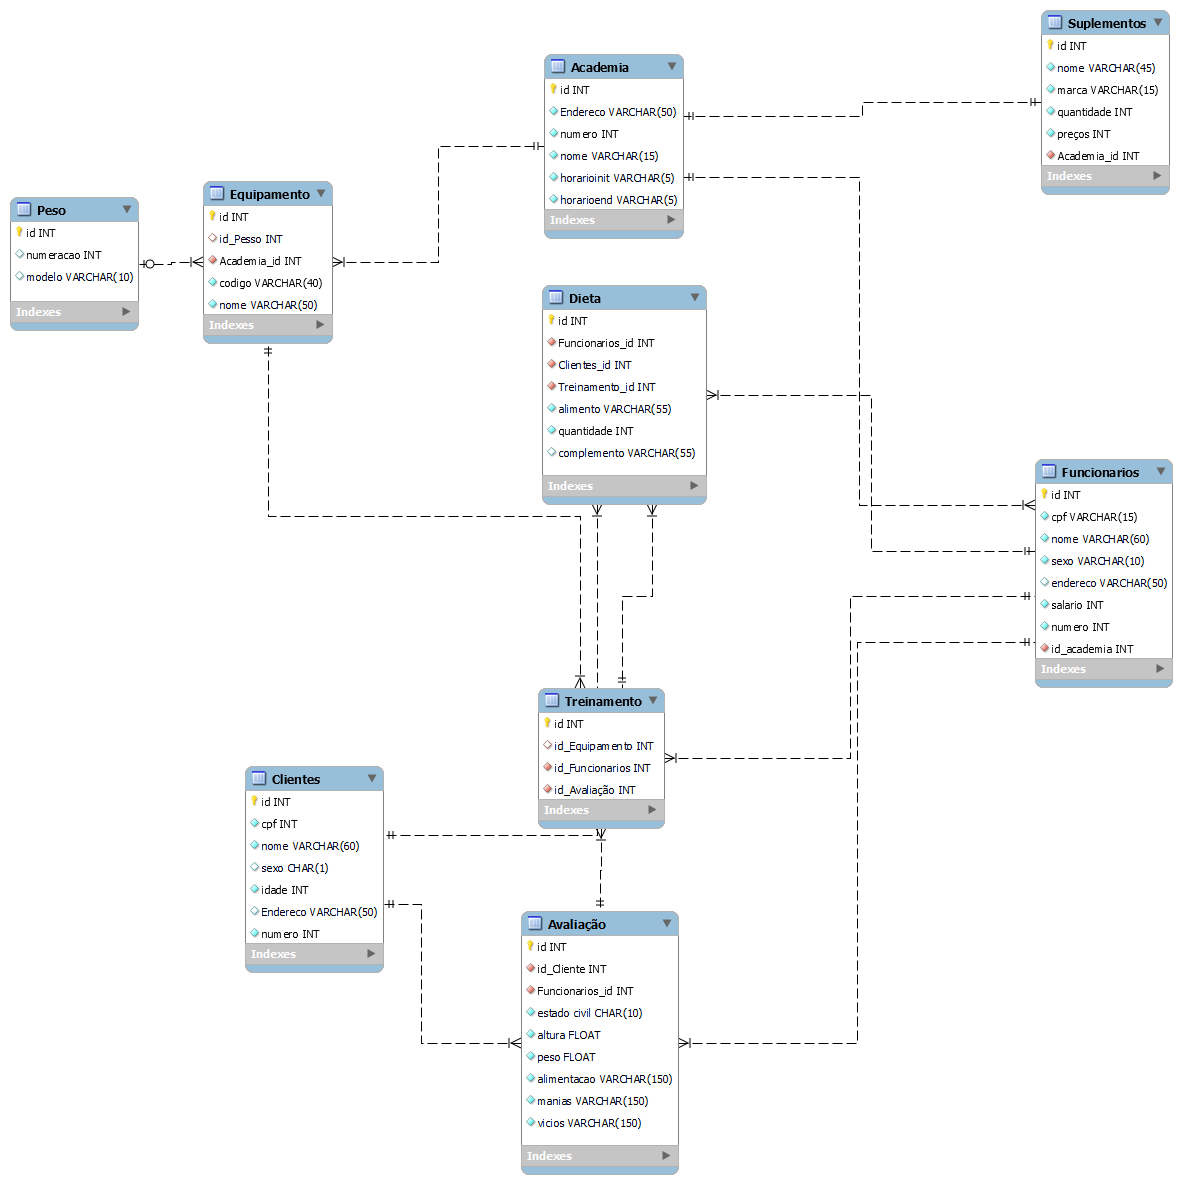 Suplementos
id INT
nome VARCHAR(45)
marca VARCHAR(15)
quantidade INT
preços INT
Academia_id INT
Indexes
Academia
id INT
Endereco VARCHAR(50)
numero INT
nome VARCHAR(15)
horarioinit VARCHAR(5)
horarioend VARCHAR(5)
Indexes
Equipamento
id INT
id_Pesso INT
Academia_id INT
codigo VARCHAR(40)
nome VARCHAR(50)
Indexes
Peso
id INT
numeracao INT
modelo VARCHAR(10)
Indexes
Dieta
id INT
Funcionarios_id INT
Clientes_id INT
Treinamento_id INT
alimento VARCHAR(55)
quantidade INT
complemento VARCHAR(55)
Indexes
Funcionarios
id INT
cpf VARCHAR(15)
nome VARCHAR(60)
sexo VARCHAR(10)
endereco VARCHAR(50)
salario INT
numero INT
id_academia INT
Indexes
Treinamento
id INT
id_Equipamento INT
id_Funcionarios INT
id_Avaliação INT
Indexes
Clientes
id INT
cpf INT
nome VARCHAR(60)
sexo CHAR(1)
idade INT
Endereco VARCHAR(50)
numero INT
Indexes
Avaliação
id INT
id_Cliente INT
Funcionarios_id INT
estado civil CHAR(10)
altura FLOAT
peso FLOAT
alimentacao VARCHAR(150)
manias VARCHAR(150)
vicios VARCHAR(150)
Indexes